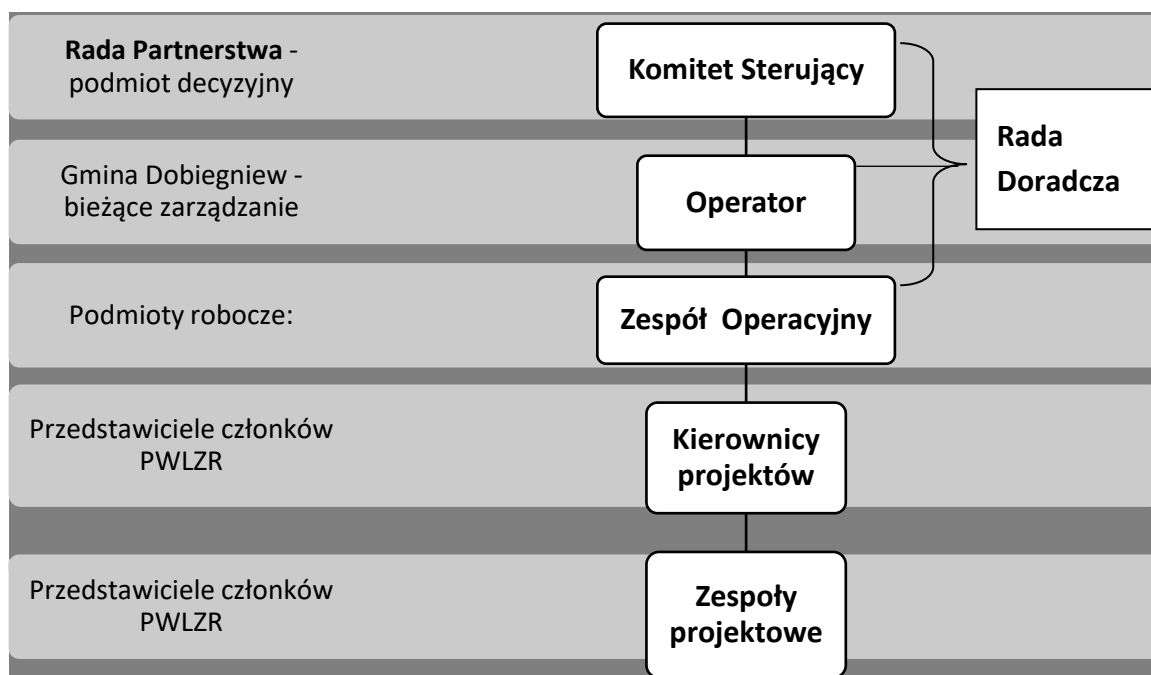 Rada Partnerstwa -
podmiot decyzyjny
Komitet Sterujący
Rada
Doradcza
Gmina Dobiegniew -
bieżące zarządzanie
Operator
Podmioty robocze:
Zespół Operacyjny
Przedstawiciele członków
PWLZR
Kierownicy
projektów
Przedstawiciele członków
PWLZR
Zespoły
projektowe